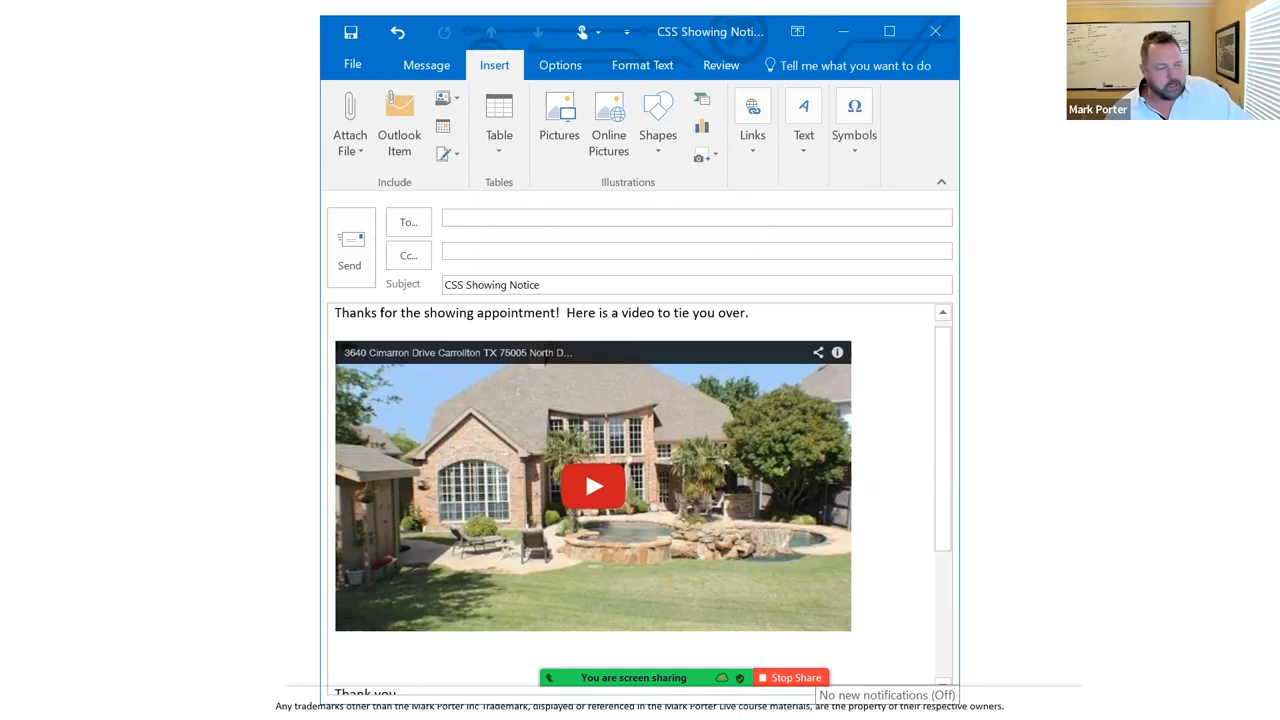 CSS Showing Noti...
File
Message
Insert
Options
Format Text
Review
Tell me what you want to do
Attach
File
Outlook
Item
Table
Pictures
Online
Pictures
Shapes
Links
Text
Symbols
Include
Tables
Illustrations
Mark Porter
Send
To...
Cc...
Subject
CSS Showing Notice
Thanks for the showing appointment! Here is a video to tie you over.
3640 Cimarron Drive Carrollton TX 75005 North D...
You are screen sharing
Stop Share
Thank you
No new notifications (Off)
Any trademarks other than the Mark Porter Inc Trademark, displayed or referenced in the Mark Porter Live course materials, are the property of their respective owners.